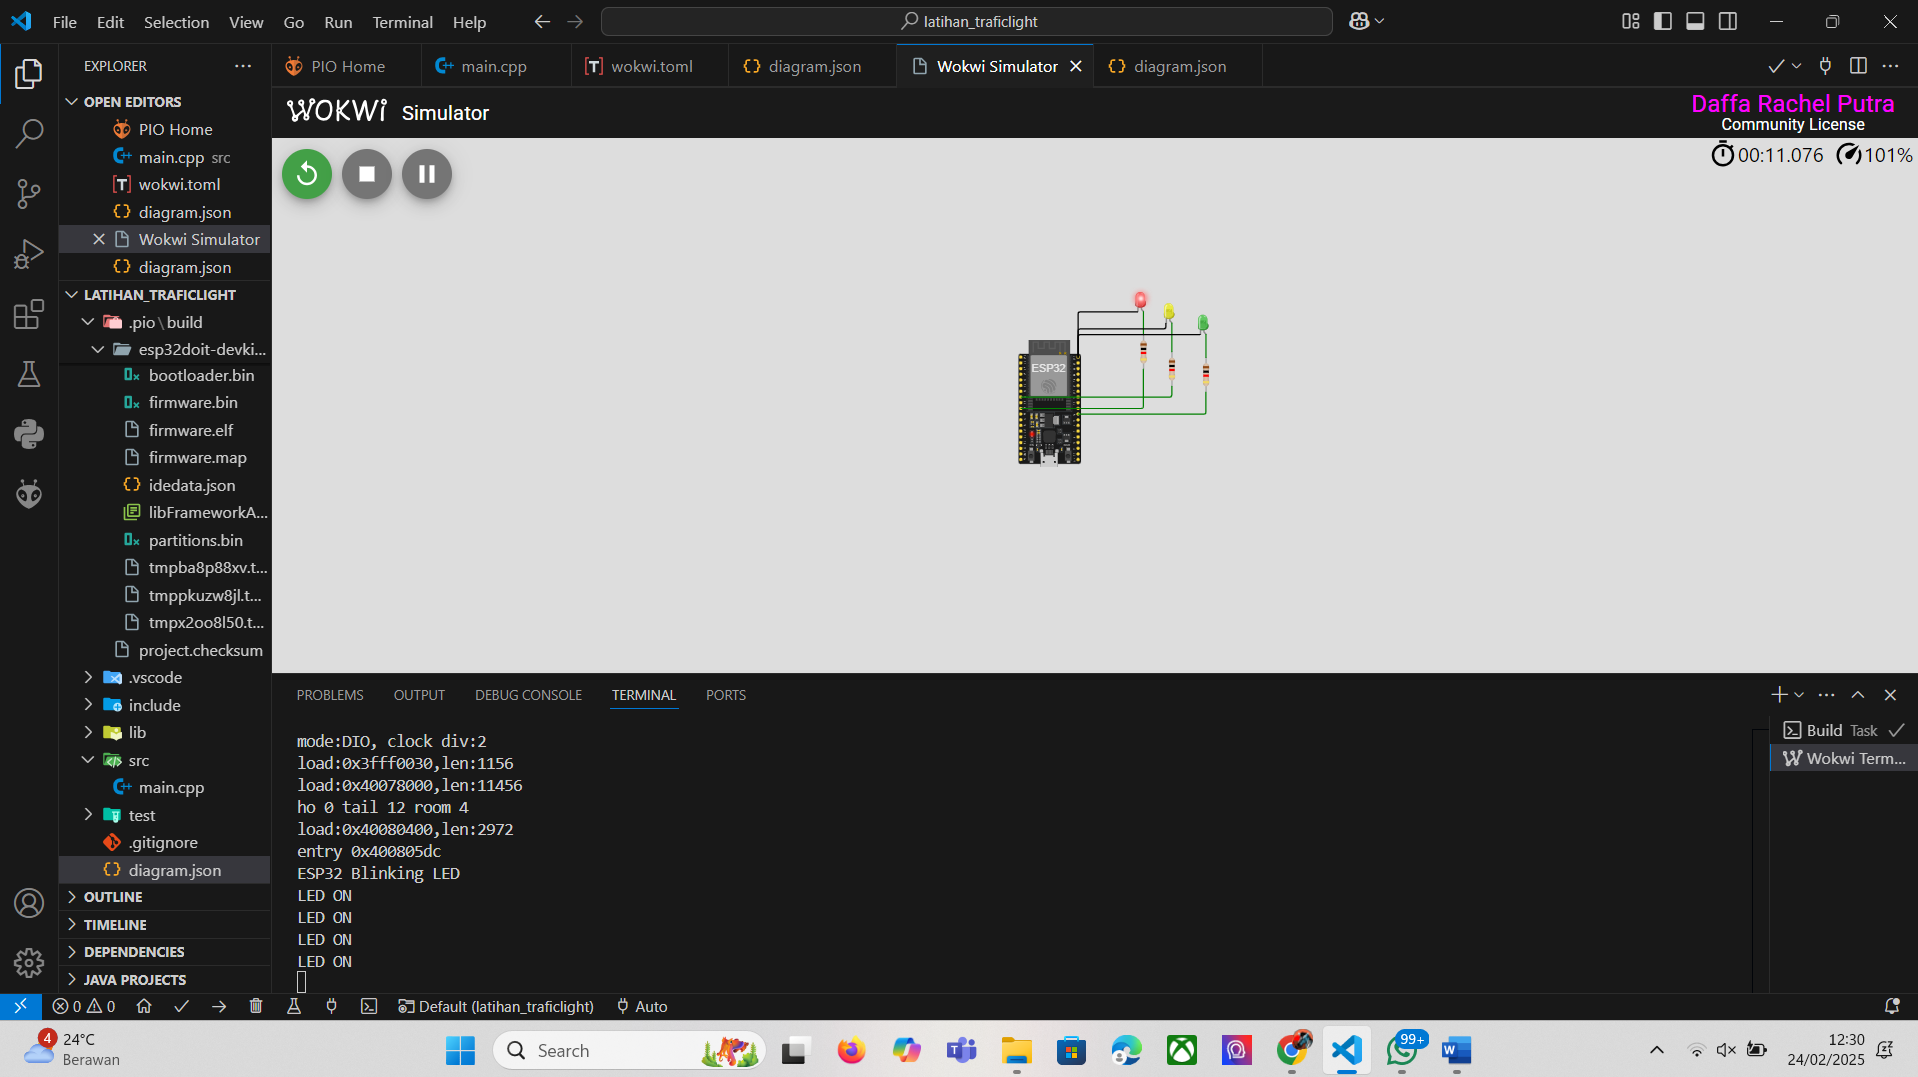 File Edit Selection View Go Run Terminal Help
latihan_traficlight
EXPLORER
PIO Home
main.cpp
wokwi.toml
diagram.json
Wokwi Simulator
diagram.json
OPEN EDITORS
PIO Home
main.cpp src
wokwi.toml
diagram.json
Wokwi Simulator
diagram.json
LATIHAN_TRAFICLIGHT
.pio\build
esp32doit-devki...
bootloader.bin
firmware.bin
firmware.elf
firmware.map
idedata.json
libFrameworkA...
partitions.bin
tmpba8p88xv.t...
tmppkuzw8jl.t...
tmpx2oo8l50.t...
project.checksum
.vscode
include
lib
src
main.cpp
test
.gitignore
diagram.json
OUTLINE
TIMELINE
DEPENDENCIES
JAVA PROJECTS
WOKWi Simulator
Daffa Rachel Putra
Community License
00:11.076 101%
ESP32
PROBLEMS OUTPUT DEBUG CONSOLE TERMINAL PORTS
mode:DIO, clock div:2
load:0x3fff0030,len:1156
load:0x40078000,len:11456
ho 0 tail 12 room 4
load:0x40080400,len:2972
entry 0x400805dc
ESP32 Blinking LED
LED ON
LED ON
LED ON
LED ON
Build Task
Wokwi Term...
0 0
Default (latihan_traficlight)
Auto
4
24°C
Berawan
Search
99+
12:30
24/02/2025